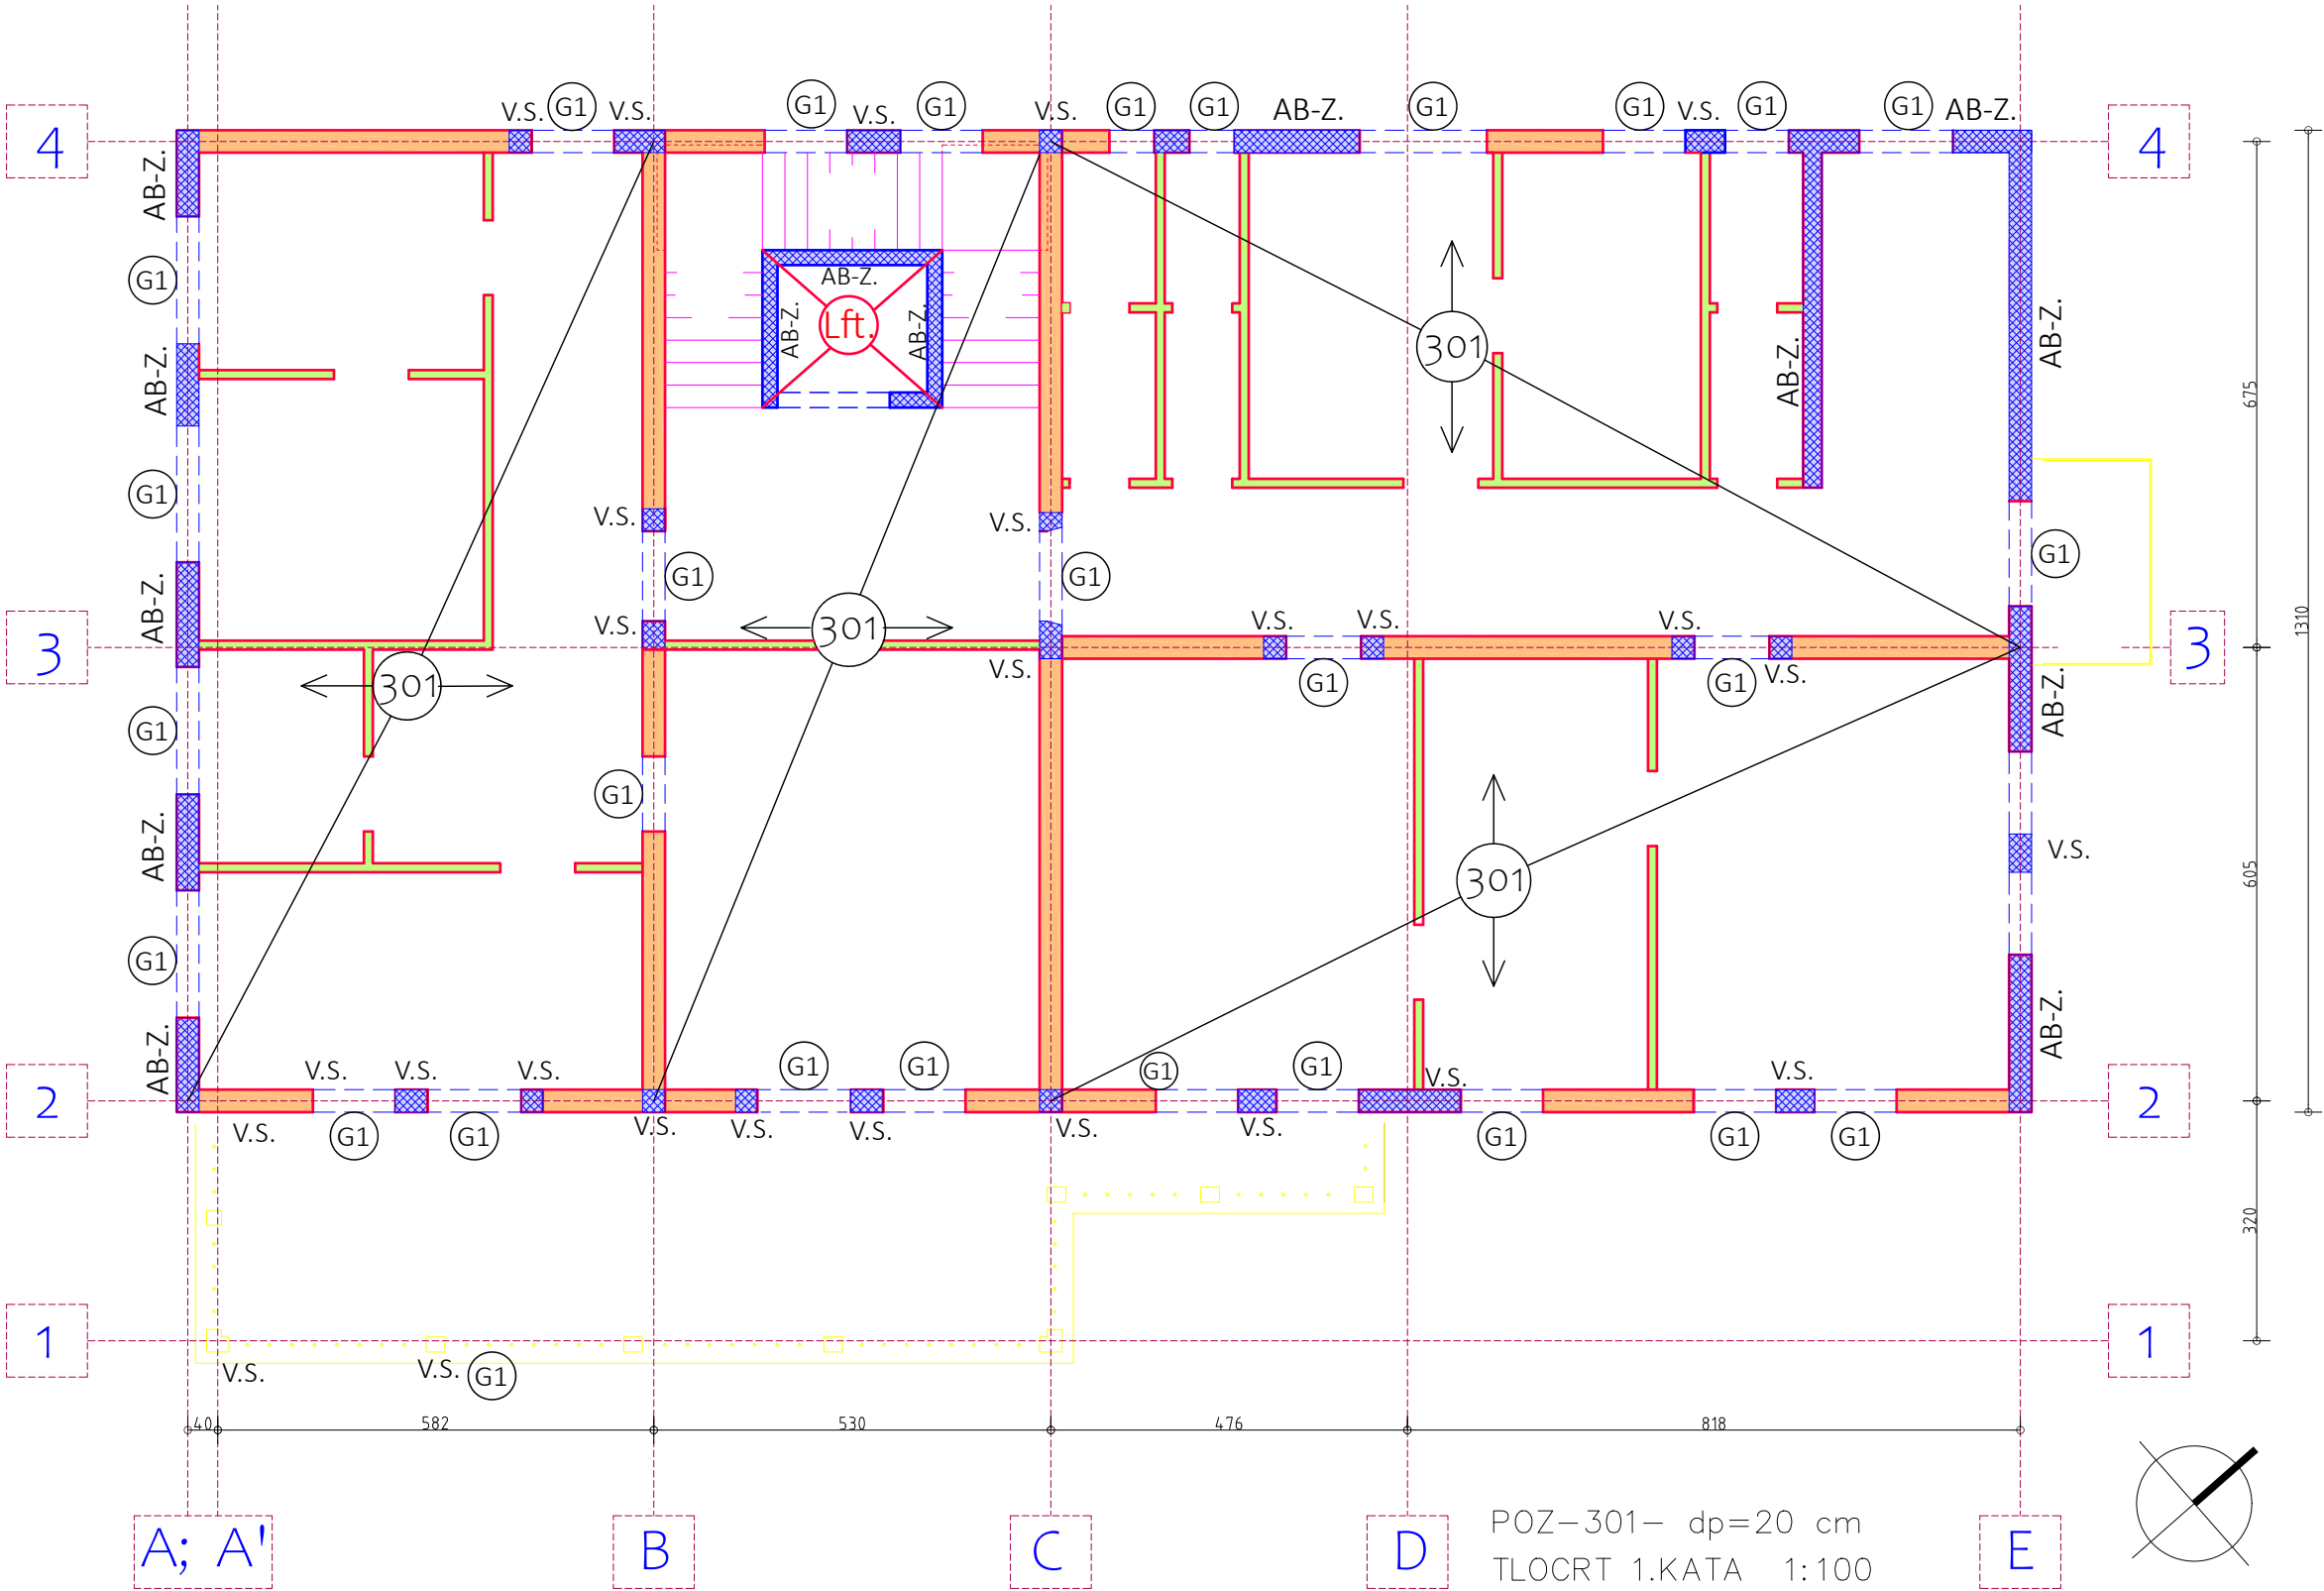 V.S. G1 V.S. G1 V.S. G1 V.S. G1 G1 AB-Z. G1 G1 V.S. G1 G1 AB-Z.
4 4
AB-Z.
G1 AB-Z. AB-Z. AB-Z. Lft. 301 AB-Z. AB-Z.
AB-Z. 675
G1 V.S. V.S.
G1 G1 G1
1310
AB-Z. V.S. 301 V.S. V.S. V.S.
3 3
301 V.S. G1 G1 V.S. AB-Z.
G1
G1
AB-Z. 301 V.S. 605
G1
AB-Z. V.S. V.S. V.S. G1 G1 G1 G1 V.S. V.S. AB-Z.
2 2
V.S. G1 G1 V.S. V.S. V.S. V.S. V.S. G1 G1 G1
320
1 1
V.S. V.S. G1
40 582 530 476 818
A; A' B C D E
POZ-301- dp=20 cm
TLOCRT 1.KATA 1:100